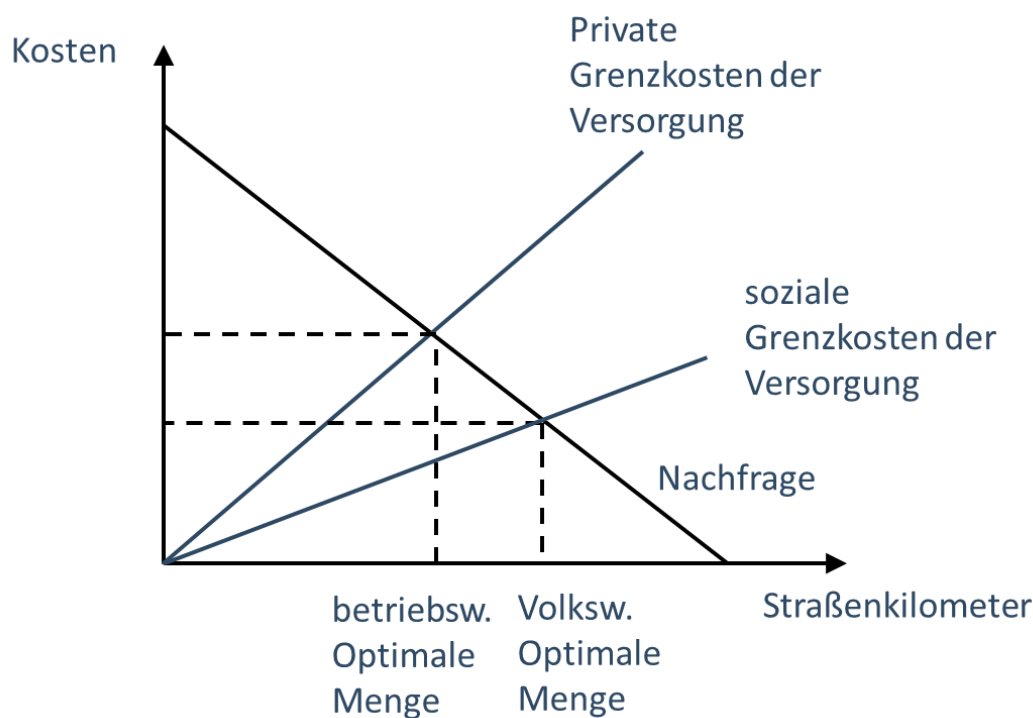 Kosten
Private
Grenzkosten der
Versorgung
soziale
Grenzkosten der
Versorgung
Nachfrage
Straßenkilometer
betriebsw.
Optimale
Menge
Volksw.
Optimale
Menge